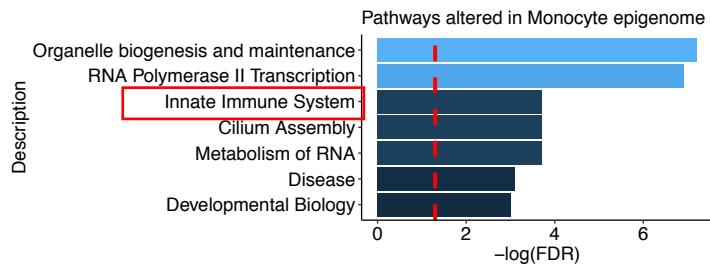 Pathways altered in Monocyte epigenome
Description
Organelle biogenesis and maintenance
RNA Polymerase II Transcription
Innate Immune System
Cilium Assembly
Metabolism of RNA
Disease
Developmental Biology
0 2 4 6
−log(FDR)